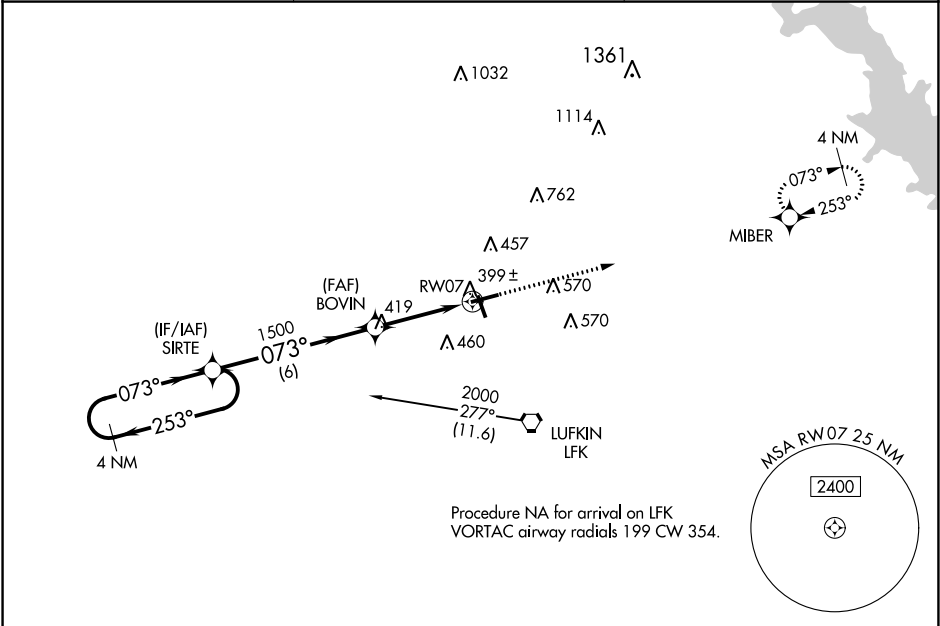 1361
1032
1114
4 NM
073°
762
253°
MIBER
457
RW07
399±
(FAF)
BOVIN
570
419
570
(IF/IAF)
SIRTE
1500
073°
(6)
460
073°
253°
4 NM
2000
277°
(11.6)
LUFKIN
LFK
MSA RW07 25 NM
2400
Procedure NA for arrival on LFK
VORTAC airway radials 199 CW 354.